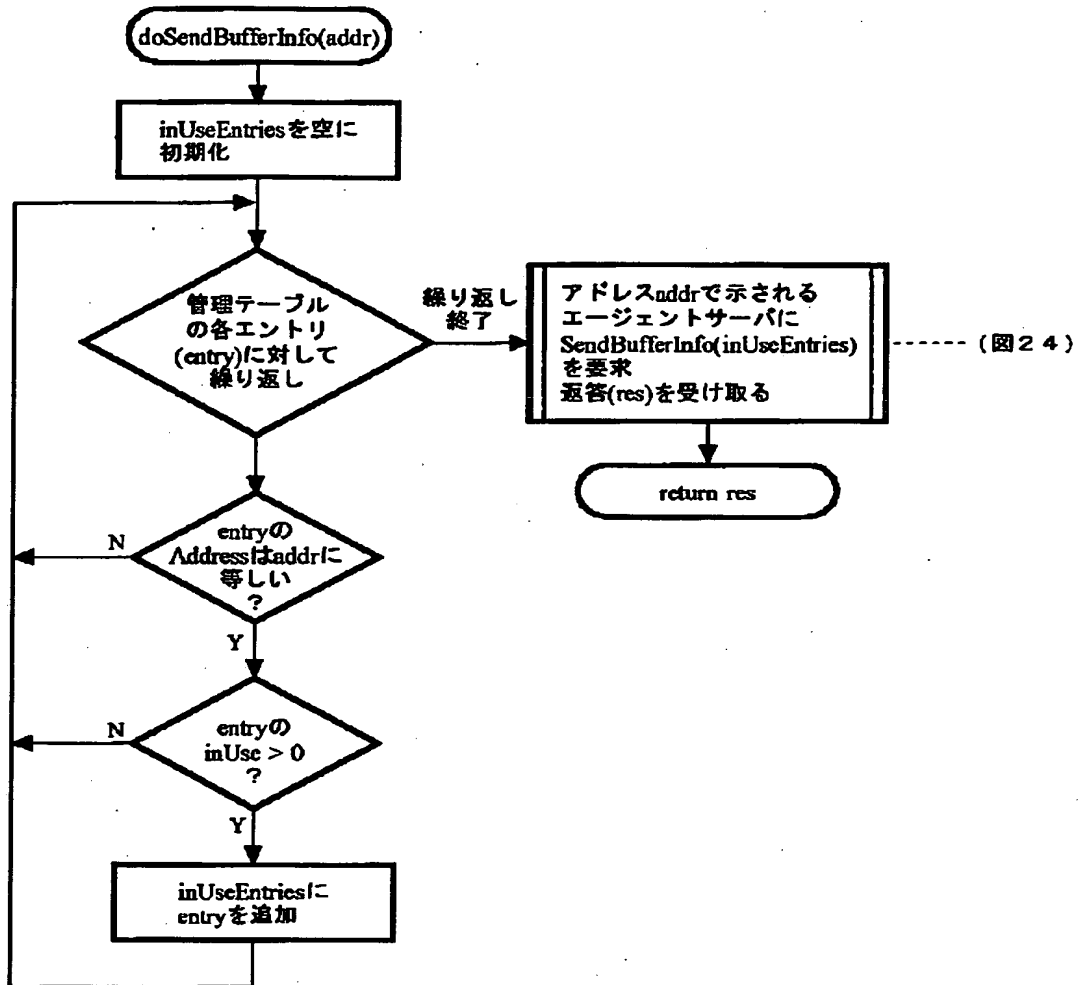 doSendBufferInfo(addr)
inUseEntriesを空に
初期化
管理テーブル
の各エントリ
(entry)に対して
繰り返し
繰り返し
終了
アドレスaddrで示される
エージェントサーバに
SendBufferInfo(inUseEntries)
を要求
返答(res)を受け取る
(図24)
return res
entryの
Addressはaddrに
等しい
?
N
Y
entryの
inUse > 0
?
N
Y
inUseEntriesに
entryを追加